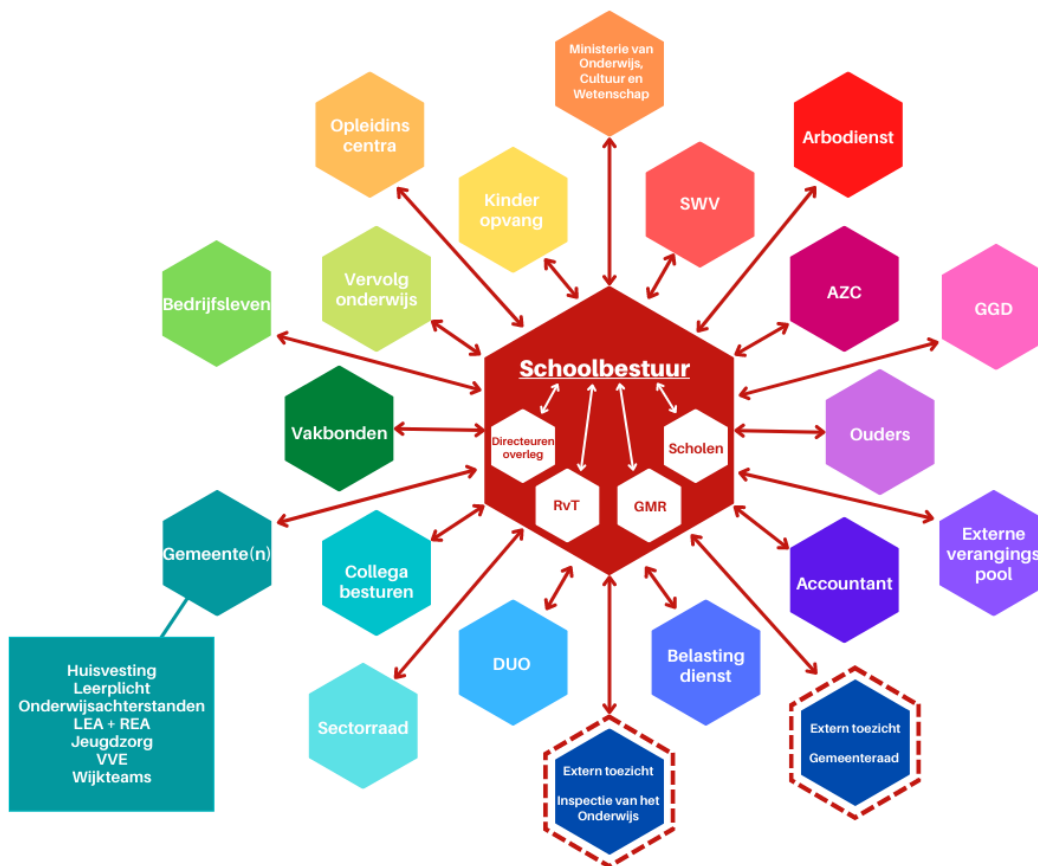 Ministerie van
Onderwijs,
Cultuur en
Wetenschap
Opleidins
centra
Arbodienst
Kinder
opvang
SWV
Vervolg
onderwijs
AZC
Bedrijfsleven
GGD
Schoolbestuur
Vakbonden
Directeuren
overleg
Scholen
Ouders
RvT
GMR
Gemeente(n)
Externe
verangings
pool
Collega
besturen
Accountant
Huisvesting
Leerplicht
Onderwijsachterstanden
LEA + REA
Jeugdzorg
VVE
Wijkteams
DUO
Belasting
dienst
Sectorraad
Extern toezicht
Gemeenteraad
Extern toezicht
Inspectie van het
Onderwijs